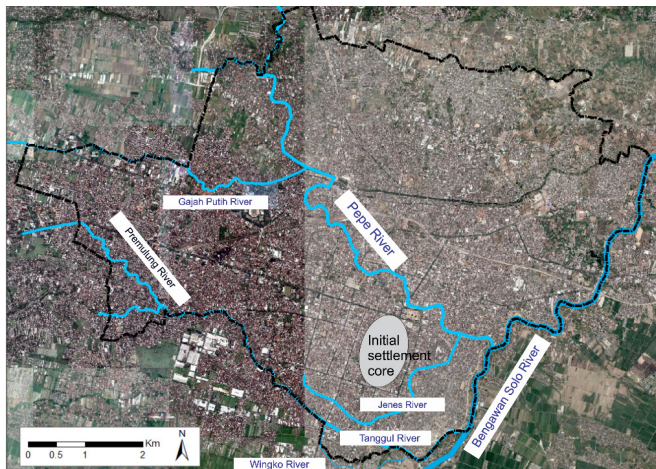 Gajah Putih River
Pepe River
Premulung River
Initial
settlement
core
Jenes River
Bengawan Solo River
Tanggul River
Wingko River
Km
0 0.5 1 2
N